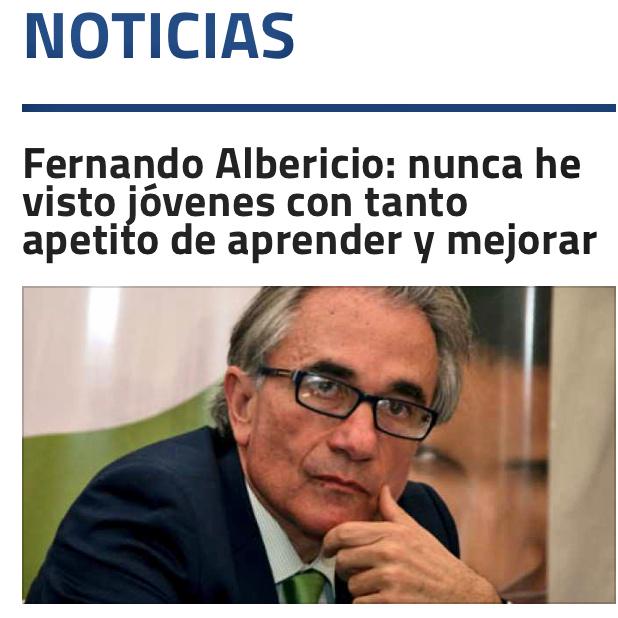 NOTICIAS
Fernando Albericio: nunca he
visto jóvenes con tanto
apetito de aprender y mejorar